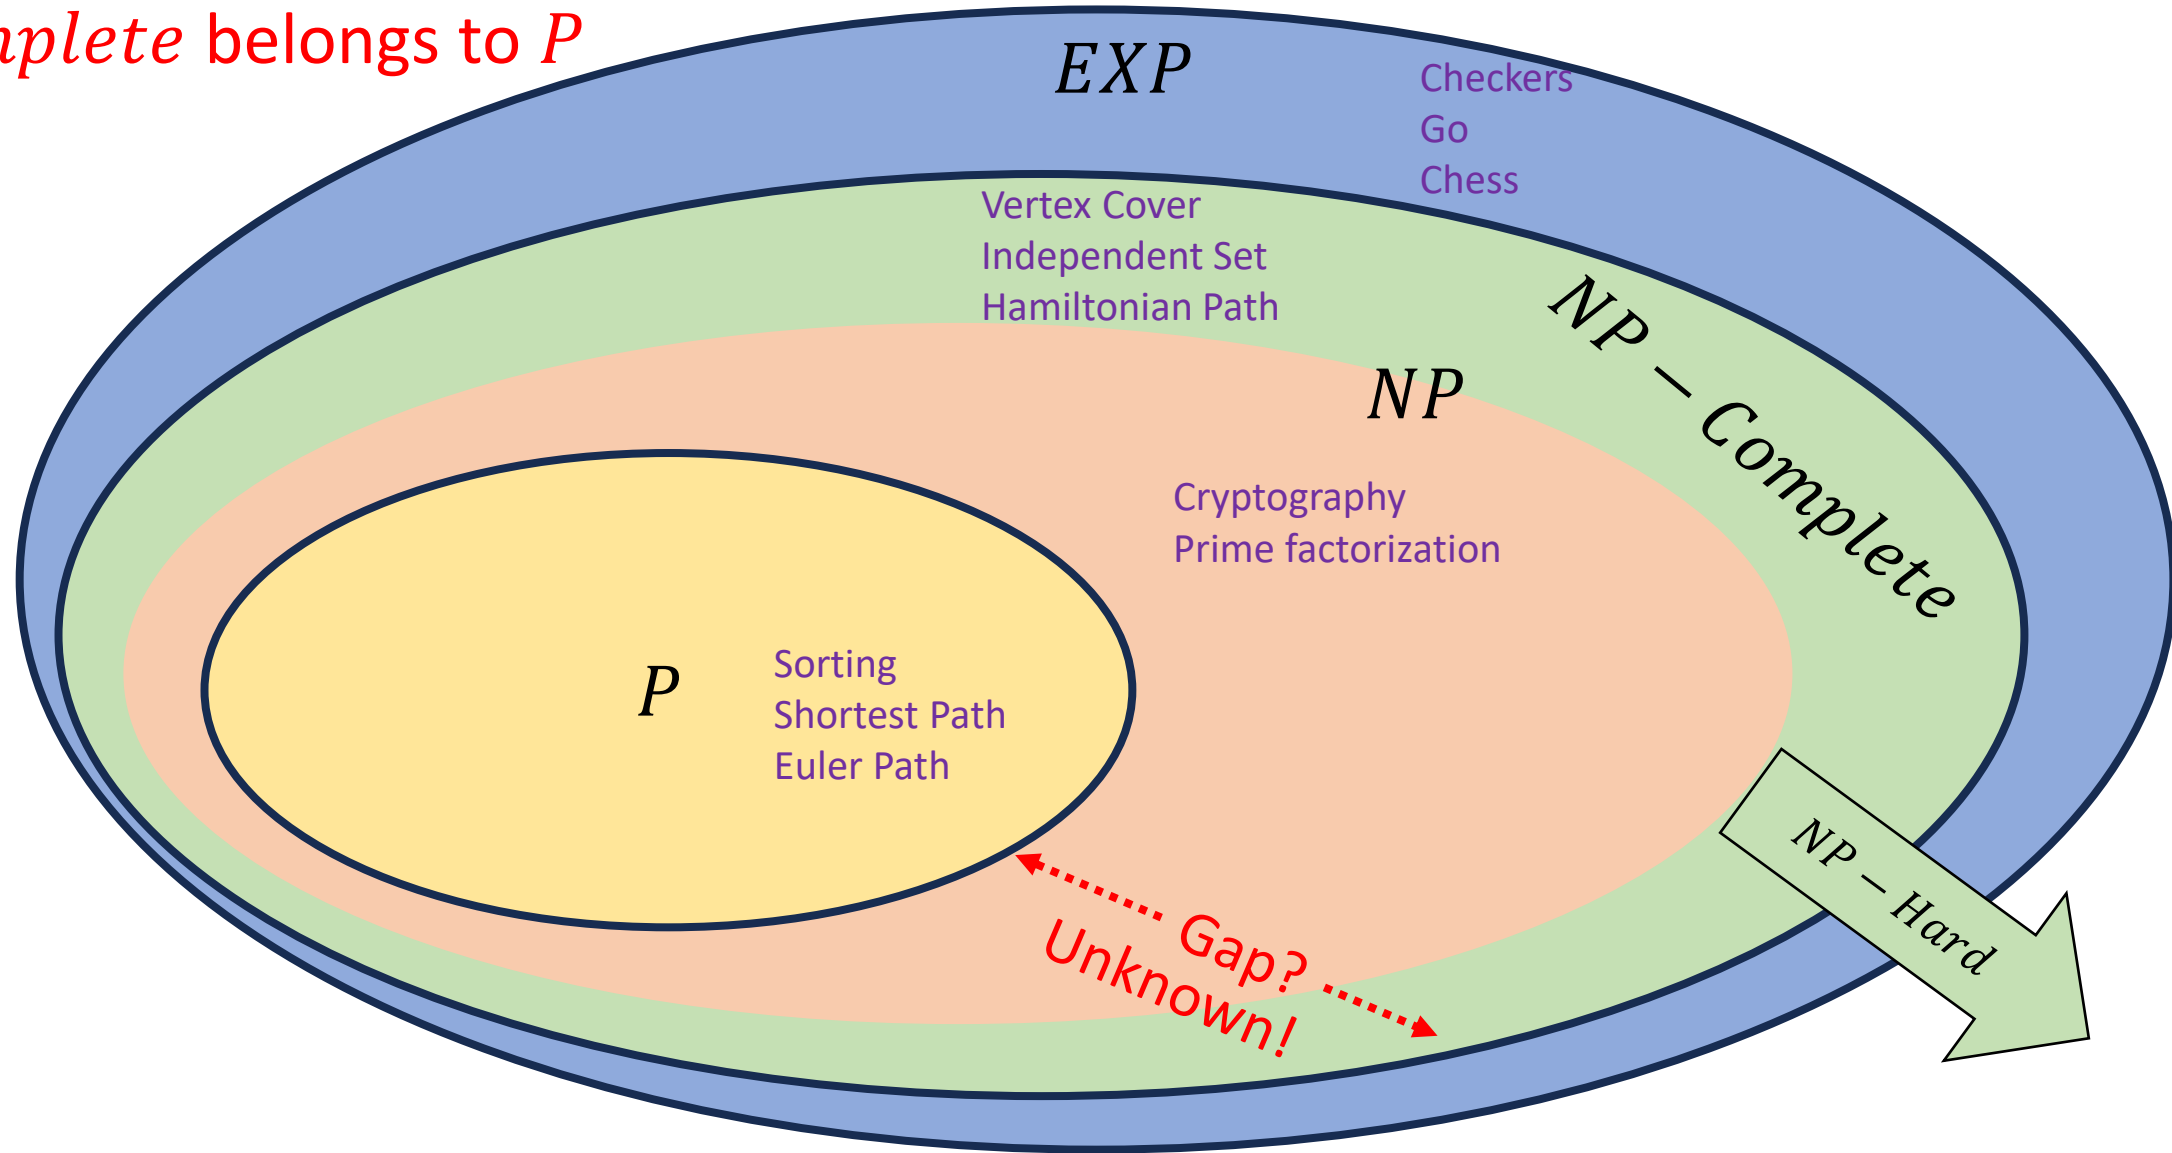 mplete belongs to P
EXP
Checkers
Go
Chess
Vertex Cover
Independent Set
Hamiltonian Path
NP – Complete
NP
Cryptography
Prime factorization
P
Sorting
Shortest Path
Euler Path
Gap?
Unknown!
NP – Hard